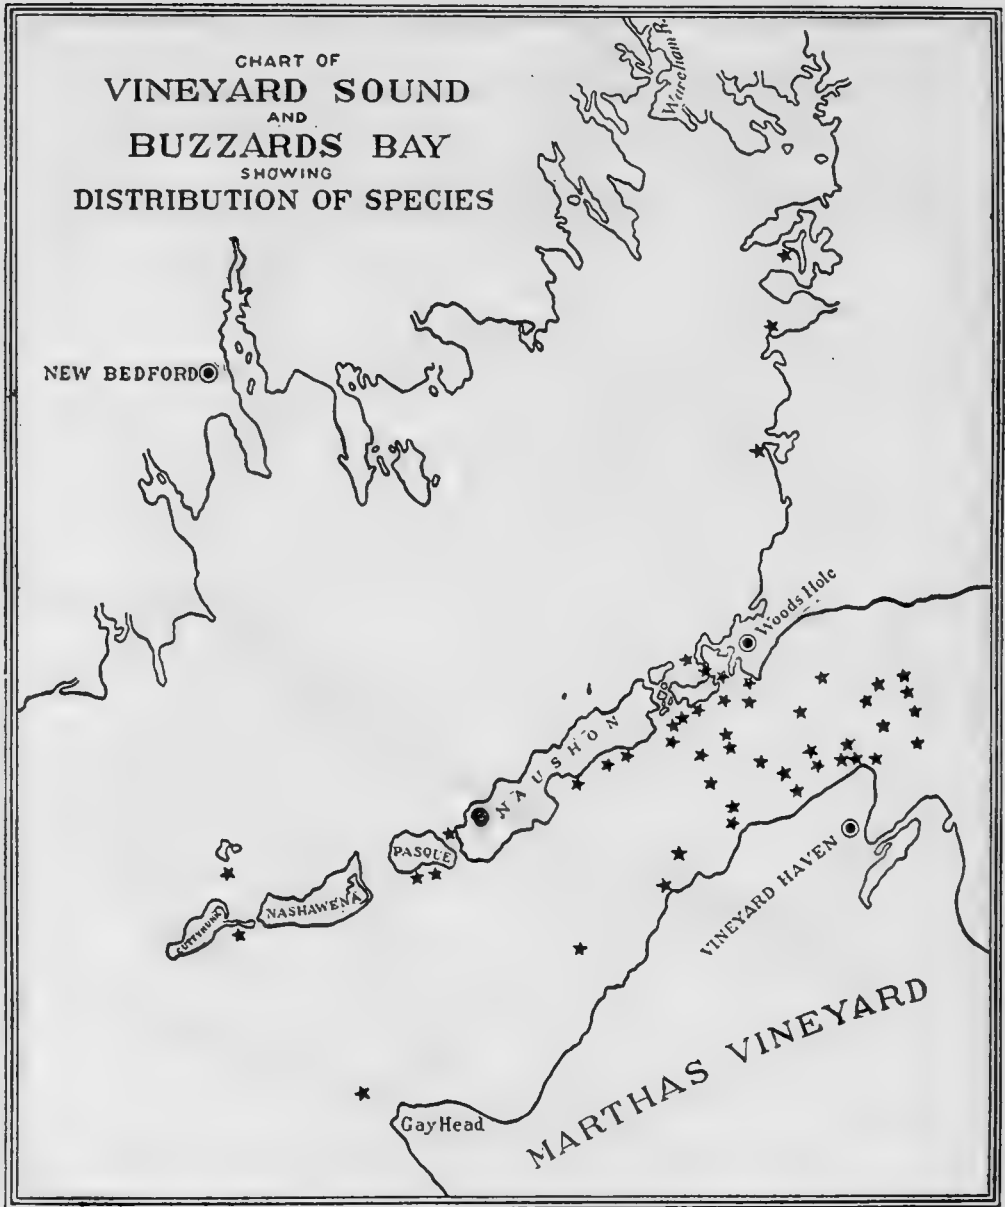 CHART OF
VINEYARD SOUND
AND
BUZZARDS BAY
SHOWING
DISTRIBUTION OF SPECIES
Wareham R.
NEW BEDFORD
Woods Hole
NAUSHON
PASQUE
NASHAWENA
CUTTYHUNK
VINEYARD HAVEN
MARTHAS VINEYARD
Gay Head